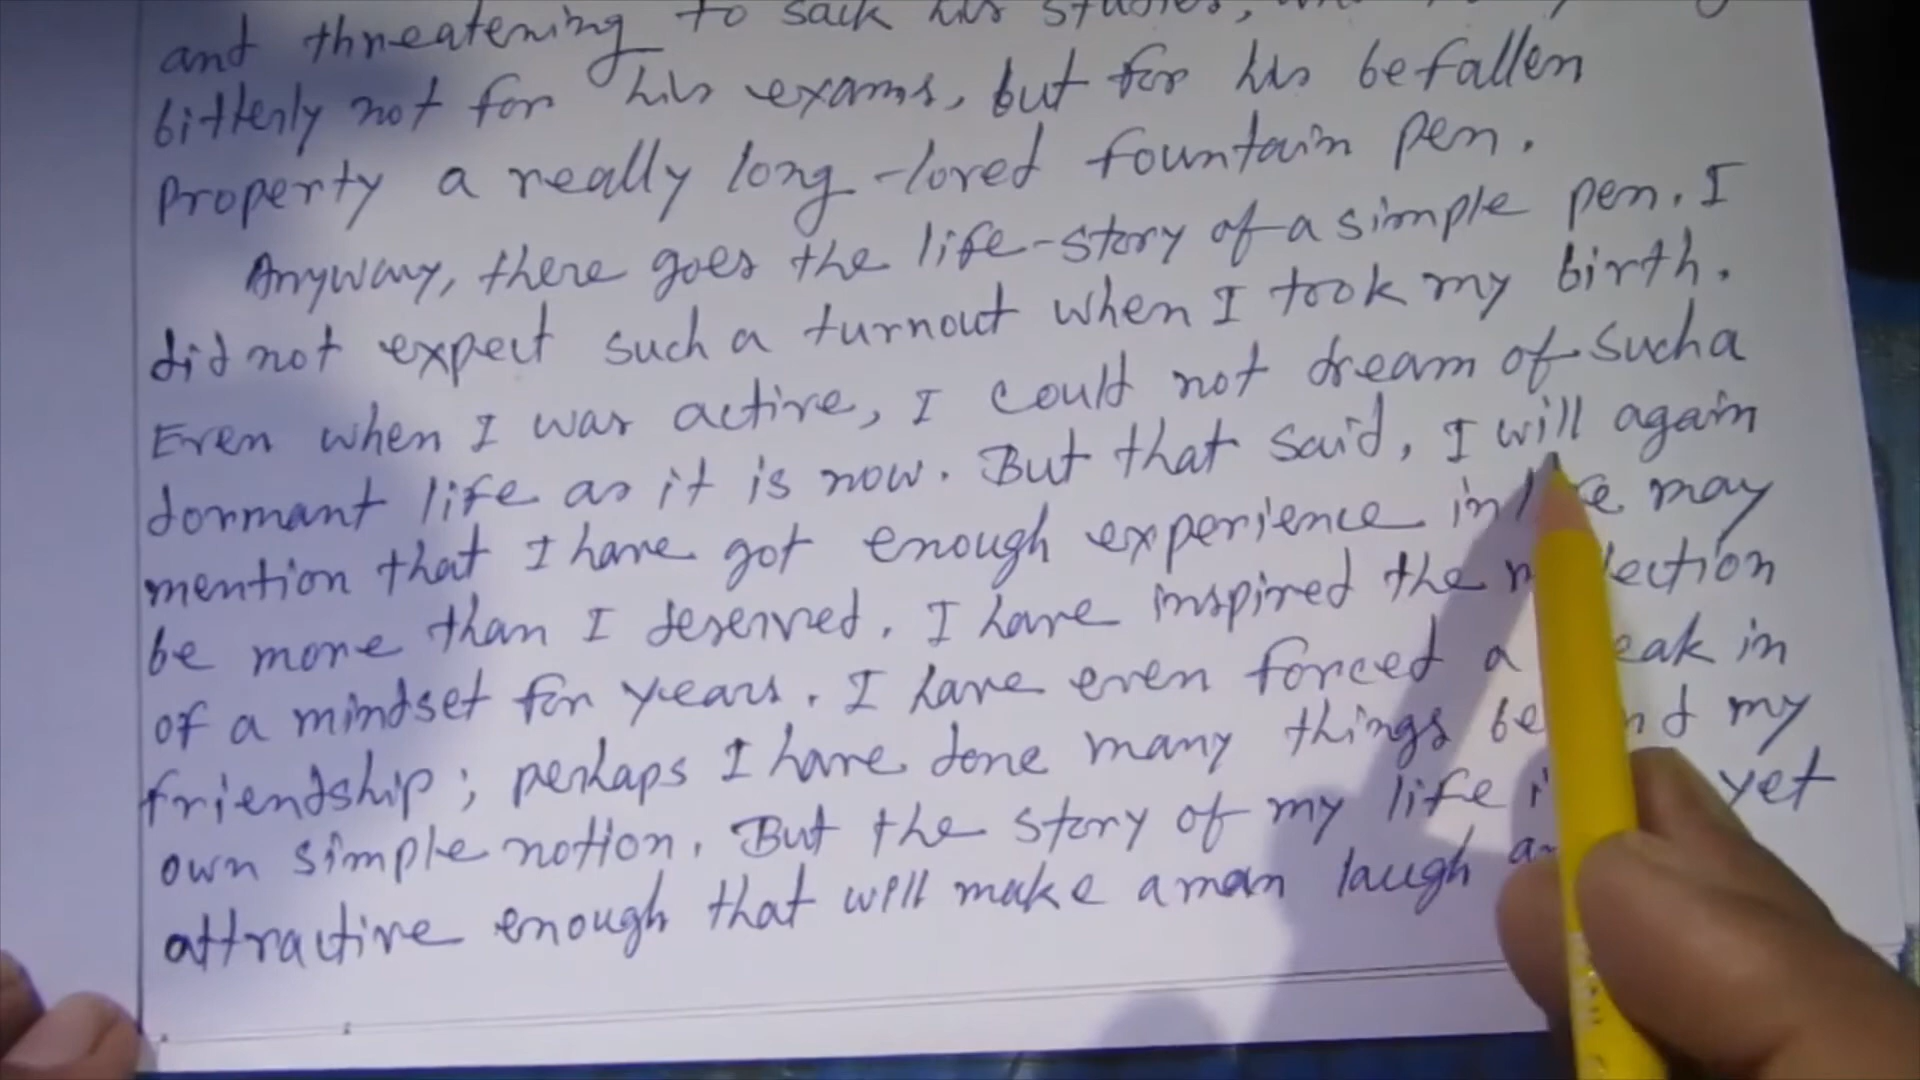 and threatening to sack his studies,
bitterly not for his exams, but for his befallen
Property a really long-loved fountain pen.
Anyway, there goes the life-story of a simple pen. I
did not expect such a turnout when I took my birth.
Even when I was active, I could not dream of such a
dormant life as it is now. But that said, I will again
mention that I have got enough experience in may
be more than I deserved. I have inspired the
of a mindset for years. I have even forced a in
friendship; perhaps I have done many things my
own simple notion. But the story of my life yet
attractive enough that will make a man laugh